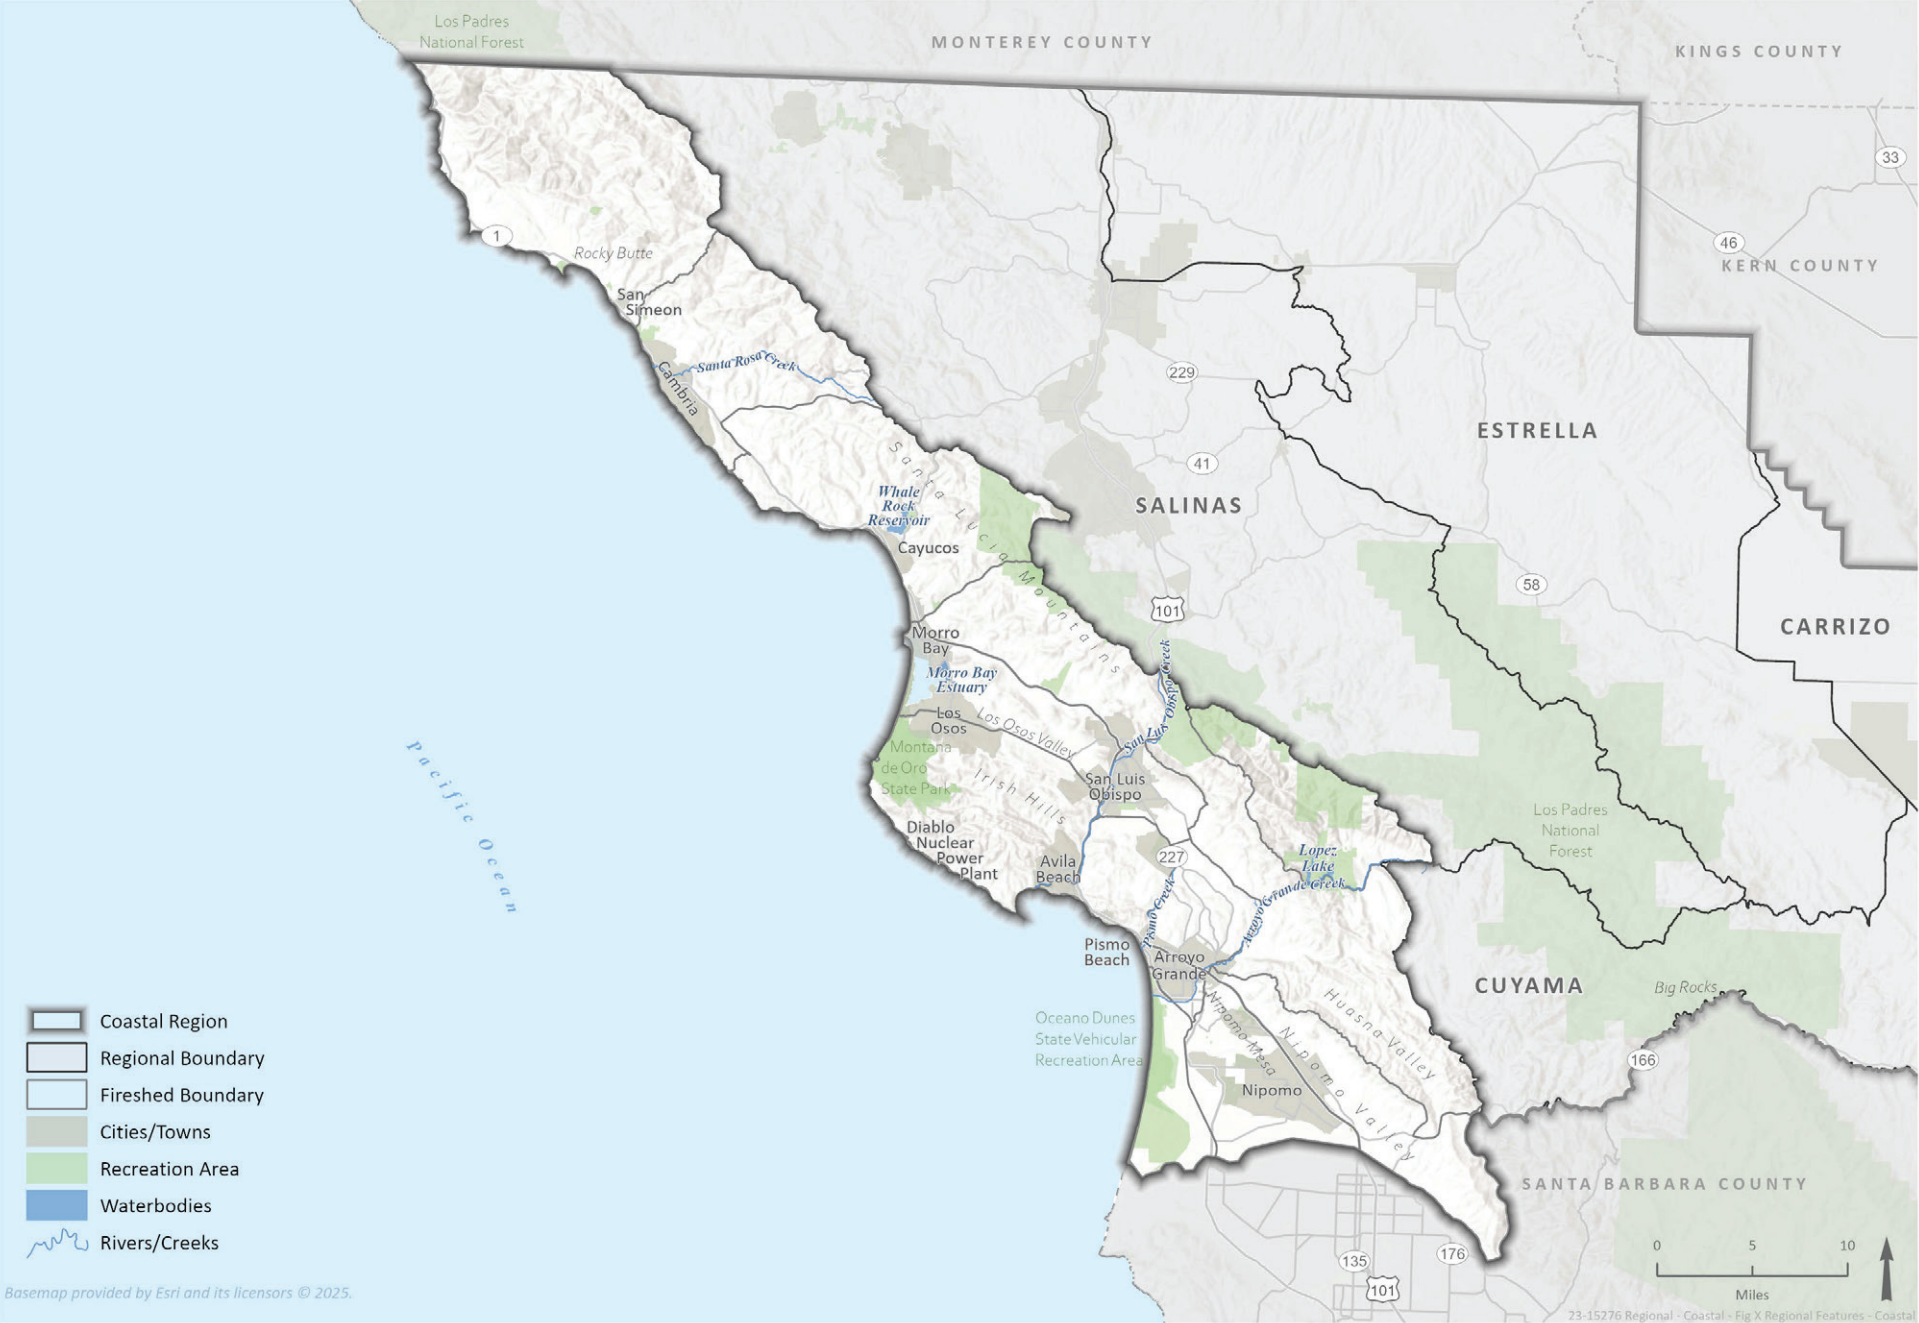 Los Padres
National Forest
MONTEREY COUNTY
KINGS COUNTY
33
46
KERN COUNTY
1
Rocky Butte
San
Simeon
Santa Rosa Creek
Cambria
229
ESTRELLA
41
SALINAS
Santa Lucia Mountains
Whale
Rock
Reservoir
Cayucos
58
101
CARRIZO
Morro
Bay
Morro Bay
Estuary
San Luis Obispo Creek
Los
Osos
Los Osos Valley
Montana
de Oro
State Park
Irish Hills
San Luis
Obispo
Pacific Ocean
Diablo
Nuclear
Power
Plant
Avila
Beach
227
Lopez
Lake
Los Padres
National
Forest
Pismo Creek
Arroyo Grande Creek
Pismo
Beach
Arroyo
Grande
CUYAMA
Big Rocks
Oceano Dunes
State Vehicular
Recreation Area
Nipomo Mesa
Nipomo Valley
Huasna Valley
Nipomo
166
SANTA BARBARA COUNTY
135
176
101
Coastal Region
Regional Boundary
Fireshed Boundary
Cities/Towns
Recreation Area
Waterbodies
Rivers/Creeks
0 5 10
Miles
Basemap provided by Esri and its licensors © 2025.
23-15276 Regional - Coastal - Fig X Regional Features - Coastal